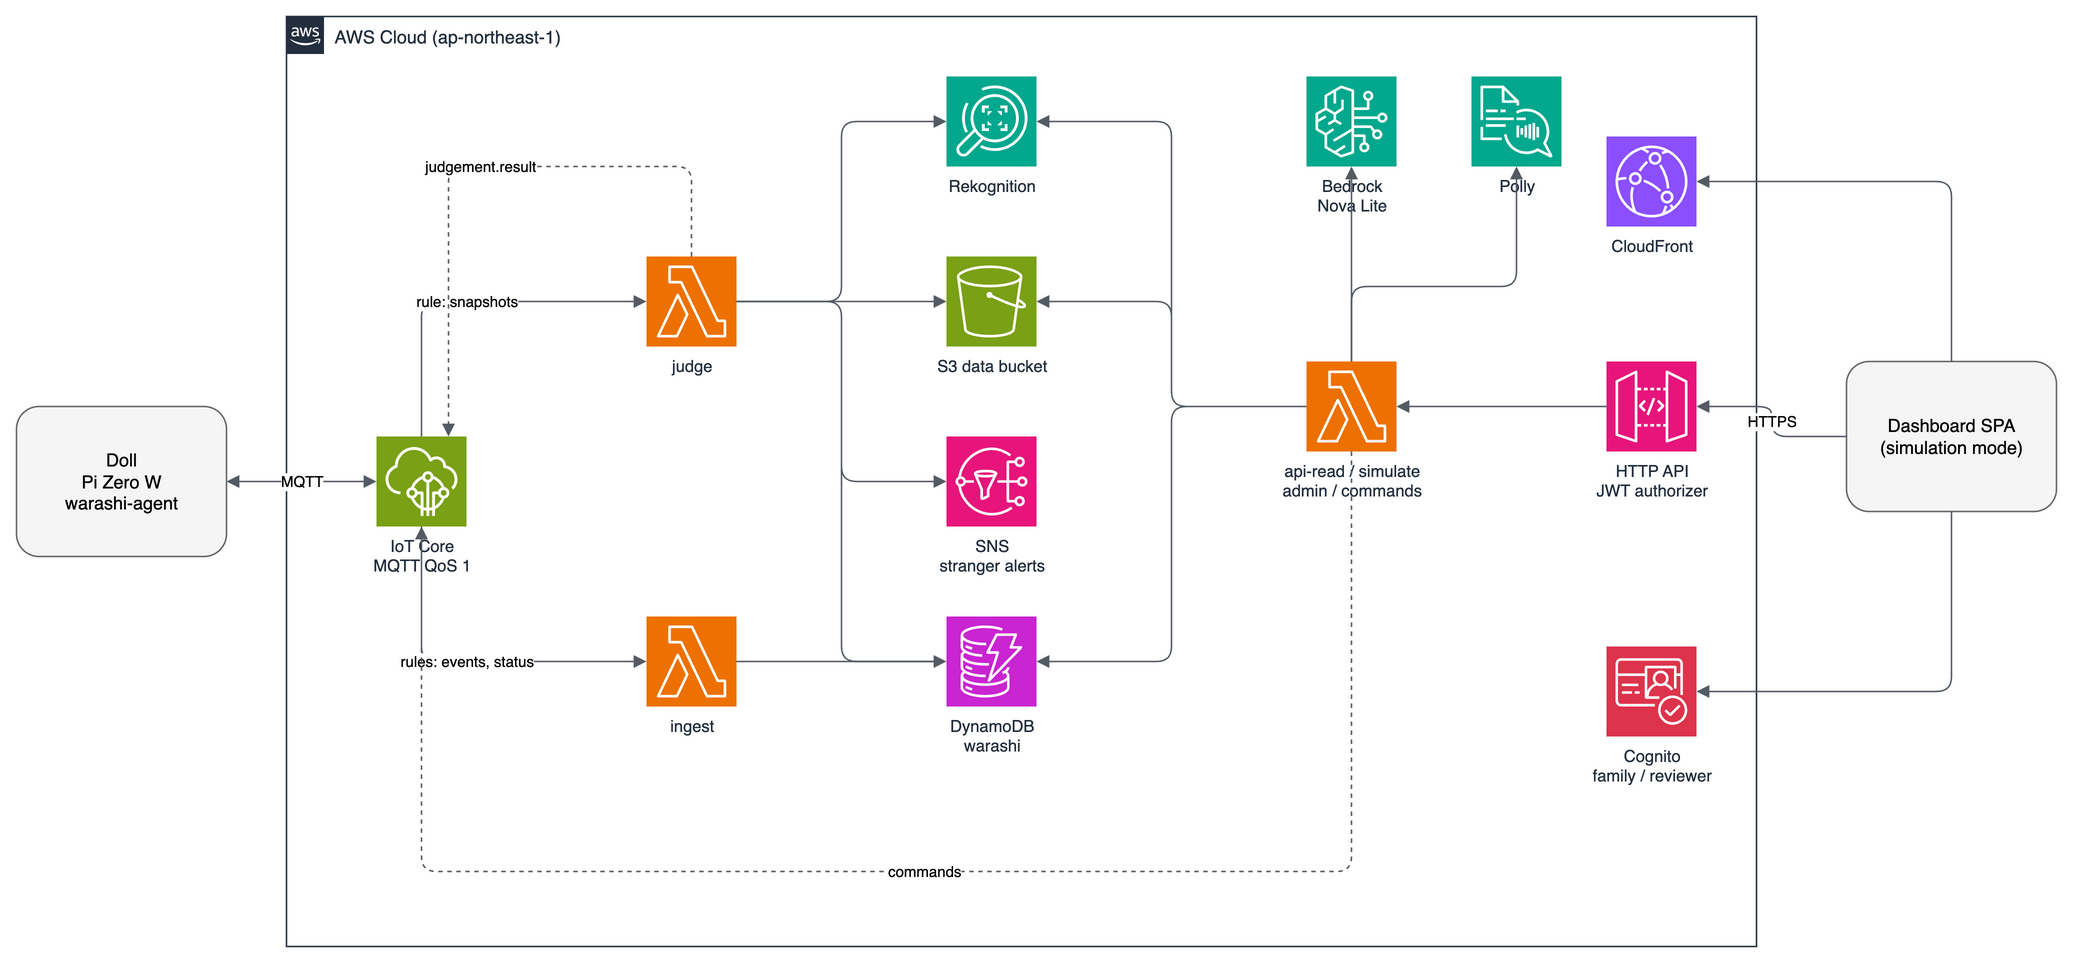 aws
AWS Cloud (ap-northeast-1)
Rekognition
Bedrock
Nova Lite
Polly
CloudFront
judgement.result
rule: snapshots
judge
S3 data bucket
Doll
Pi Zero W
warashi-agent
MQTT
IoT Core
MQTT QoS 1
SNS
stranger alerts
api-read / simulate
admin / commands
HTTP API
JWT authorizer
HTTPS
Dashboard SPA
(simulation mode)
rules: events, status
ingest
DynamoDB
warashi
Cognito
family / reviewer
commands